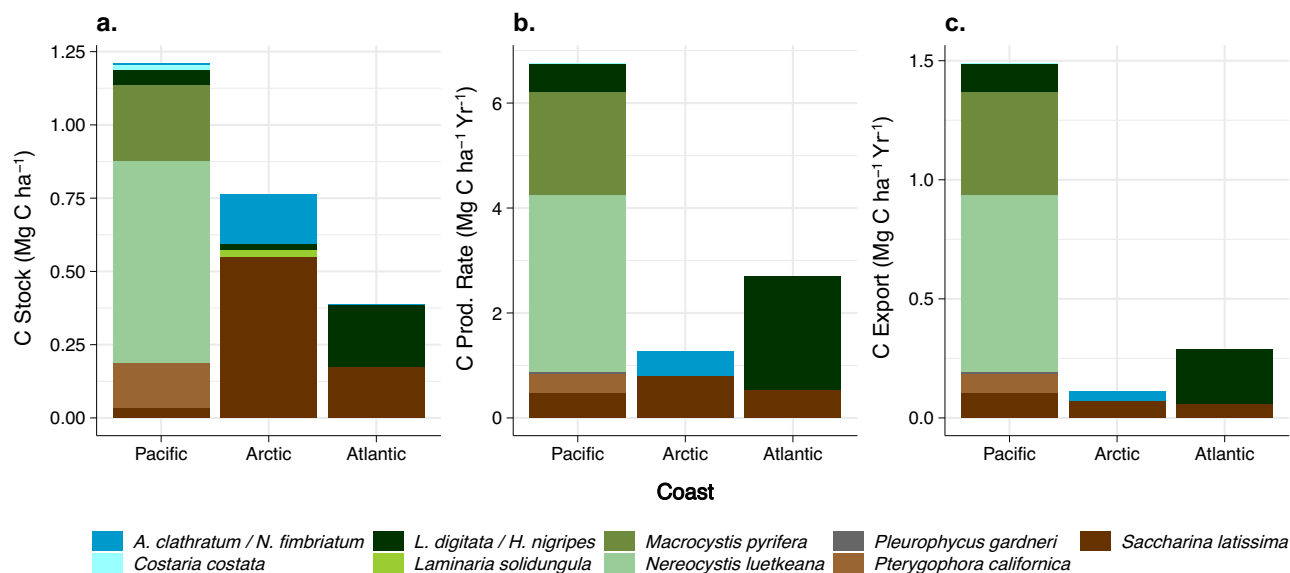 a.
C Stock (Mg C ha⁻¹)
1.25
1.00
0.75
0.50
0.25
0.00
Pacific Arctic Atlantic
b.
C Prod. Rate (Mg C ha⁻¹ Yr⁻¹)
6
4
2
0
Pacific Arctic Atlantic
c.
C Export (Mg C ha⁻¹ Yr⁻¹)
1.5
1.0
0.5
0.0
Pacific Arctic Atlantic
Coast
A. clathratum / N. fimbriatum L. digitata / H. nigripes Macrocystis pyrifera Pleurophycus gardneri Saccharina latissima
Costaria costata Laminaria solidungula Nereocystis luetkeana Pterygophora californica